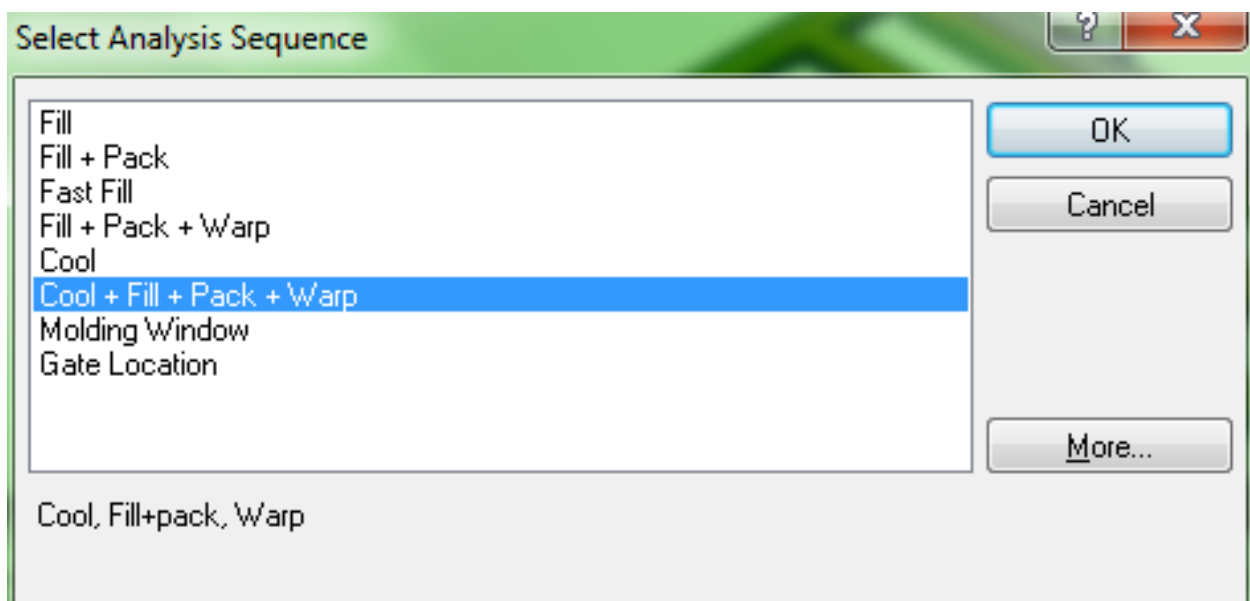 Select Analysis Sequence
?
X
Fill
Fill + Pack
Fast Fill
Fill + Pack + Warp
Cool
Cool + Fill + Pack + Warp
Molding Window
Gate Location
OK
Cancel
More...
Cool, Fill+pack, Warp